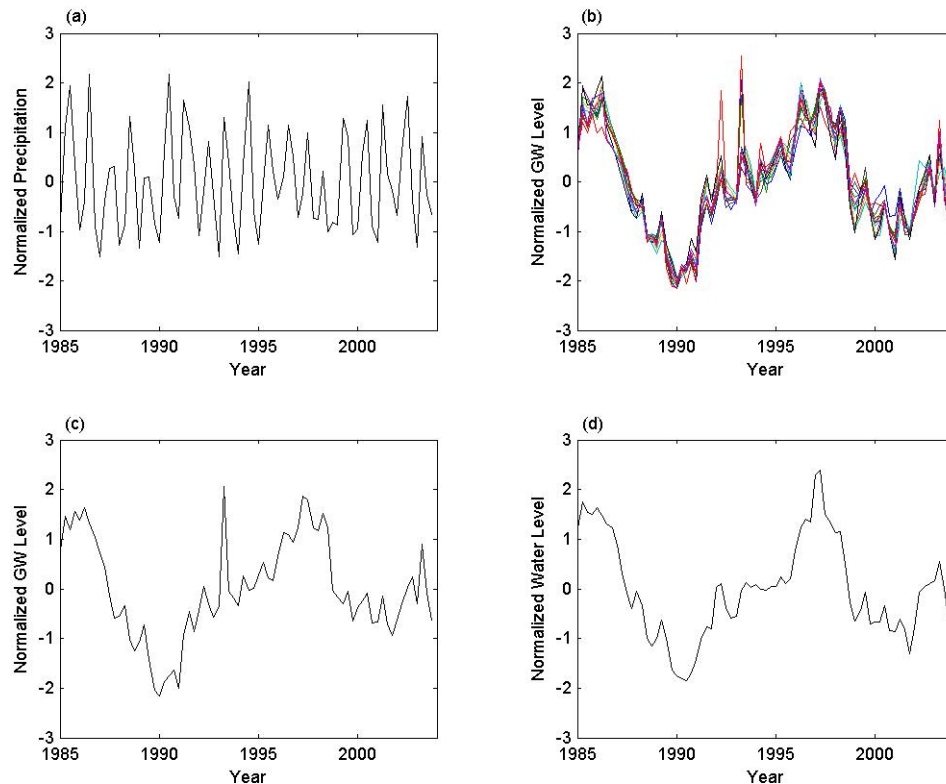 (a)
Normalized Precipitation
3
2
1
0
-1
-2
-3
1985 1990 1995 2000
Year
(b)
Normalized GW Level
3
2
1
0
-1
-2
-3
1985 1990 1995 2000
Year
(c)
Normalized GW Level
3
2
1
0
-1
-2
-3
1985 1990 1995 2000
Year
(d)
Normalized Water Level
3
2
1
0
-1
-2
-3
1985 1990 1995 2000
Year